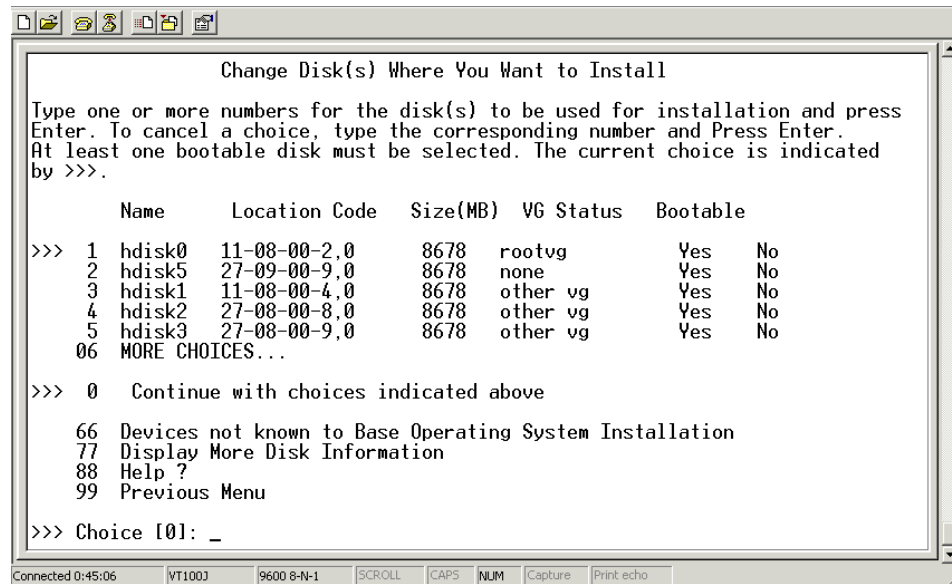 Change Disk(s) Where You Want to Install
Type one or more numbers for the disk(s) to be used for installation and press
Enter. To cancel a choice, type the corresponding number and Press Enter.
At least one bootable disk must be selected. The current choice is indicated
by >>>.
Name Location Code Size(MB) VG Status Bootable
>>> 1 hdisk0 11-08-00-2,0 8678 rootvg Yes No
2 hdisk5 27-09-00-9,0 8678 none Yes No
3 hdisk1 11-08-00-4,0 8678 other vg Yes No
4 hdisk2 27-08-00-8,0 8678 other vg Yes No
5 hdisk3 27-08-00-9,0 8678 other vg Yes No
06 MORE CHOICES...
>>> 0 Continue with choices indicated above
66 Devices not known to Base Operating System Installation
77 Display More Disk Information
88 Help ?
99 Previous Menu
>>> Choice [0]: _
Connected 0:45:06 VT100J 9600 8-N-1 SCROLL CAPS NUM Capture Print echo